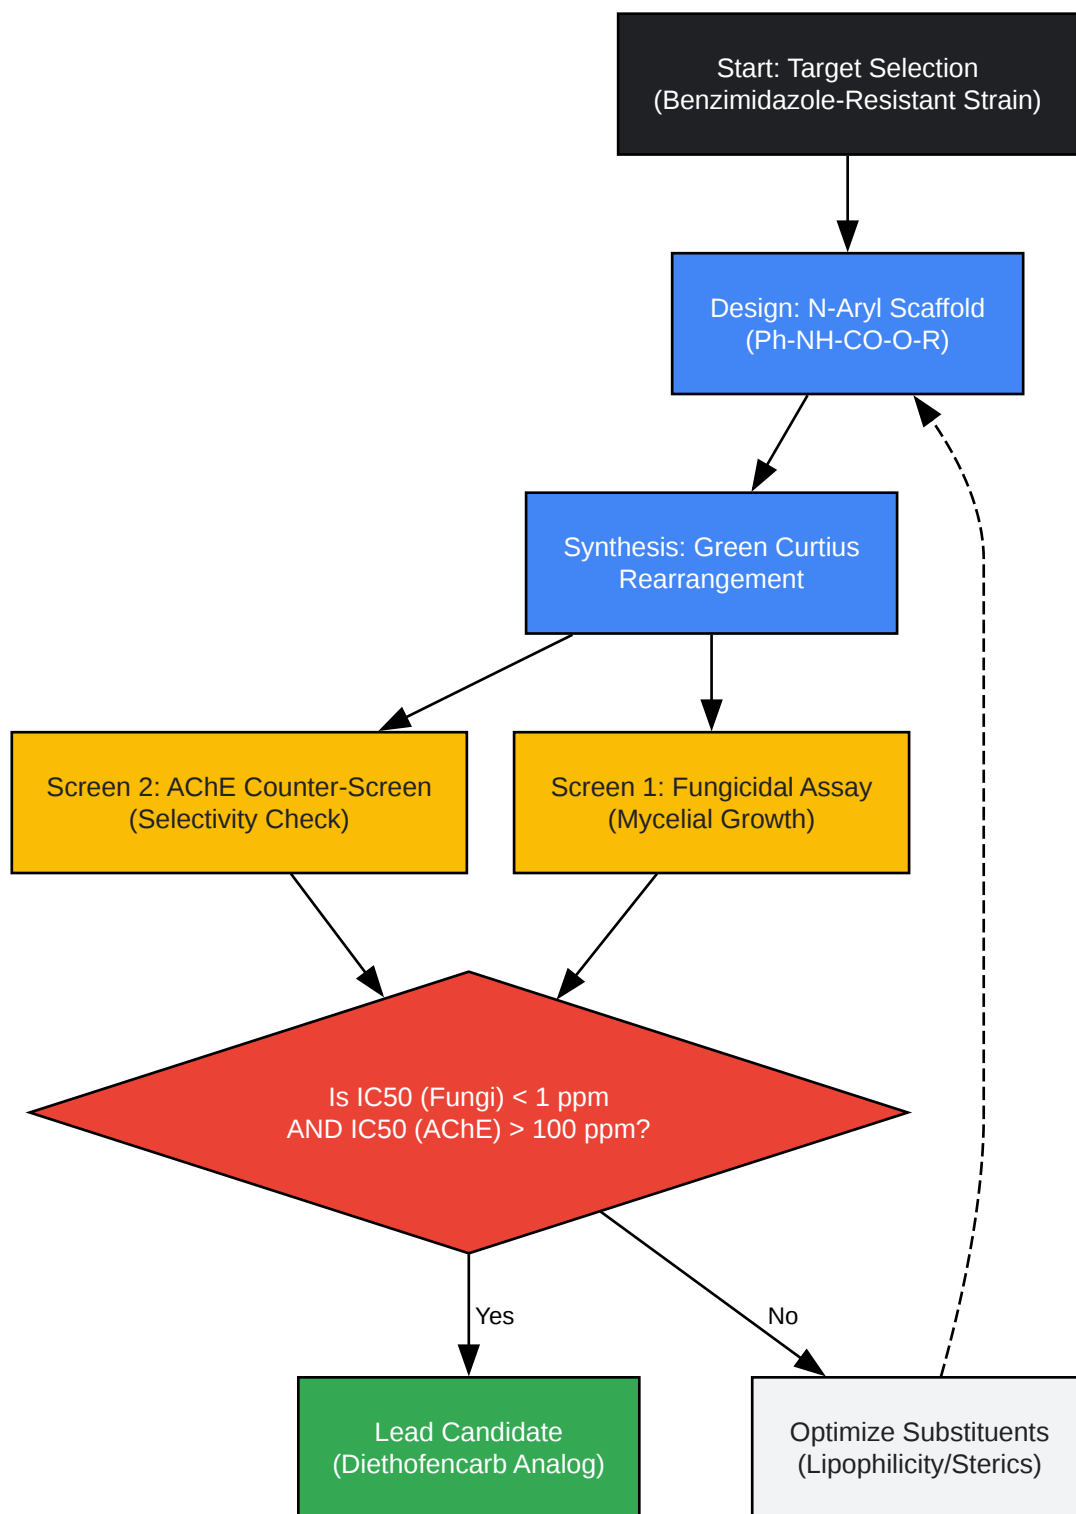 Start: Target Selection
(Benzimidazole-Resistant Strain)
Design: N-Aryl Scaffold
(Ph-NH-CO-O-R)
Synthesis: Green Curtius
Rearrangement
Screen 2: AChE Counter-Screen
(Selectivity Check)
Screen 1: Fungicidal Assay
(Mycelial Growth)
Is IC50 (Fungi) < 1 ppm
AND IC50 (AChE) > 100 ppm?
Yes
No
Lead Candidate
(Diethofencarb Analog)
Optimize Substituents
(Lipophilicity/Sterics)